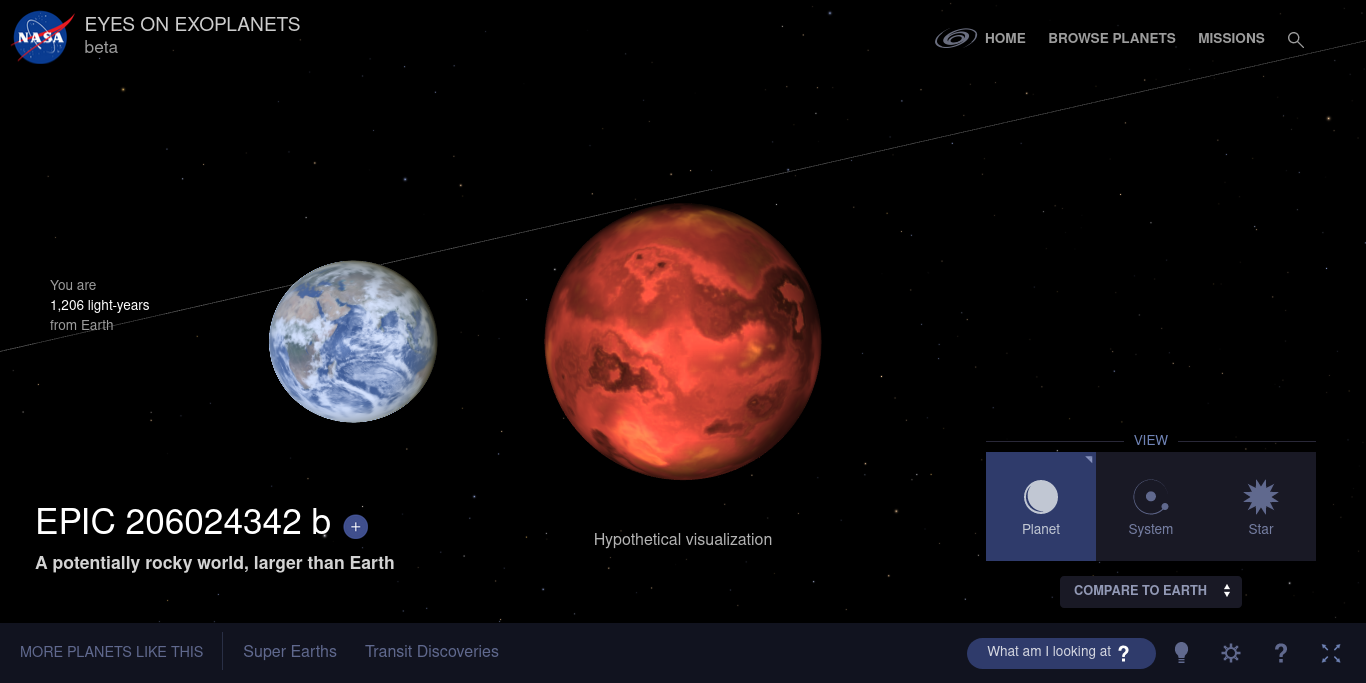 NASA
EYES ON EXOPLANETS
beta
HOME
BROWSE PLANETS
MISSIONS
You are
1,206 light-years
from Earth
EPIC 206024342 b +
A potentially rocky world, larger than Earth
Hypothetical visualization
VIEW
Planet
System
Star
COMPARE TO EARTH
MORE PLANETS LIKE THIS
Super Earths
Transit Discoveries
What am I looking at ?
?